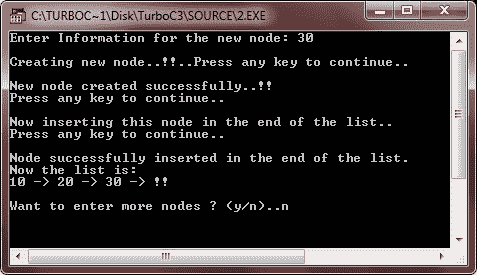 C:\TURBOC~1\Disk\TurboC3\SOURCE\2.EXE
Enter Information for the new node: 30
Creating new node..!!..Press any key to continue..
New node created successfully..!!
Press any key to continue..
Now inserting this node in the end of the list..
Press any key to continue..
Node successfully inserted in the end of the list.
Now the list is:
10 -> 20 -> 30 -> !!
Want to enter more nodes ? (y/n)..n